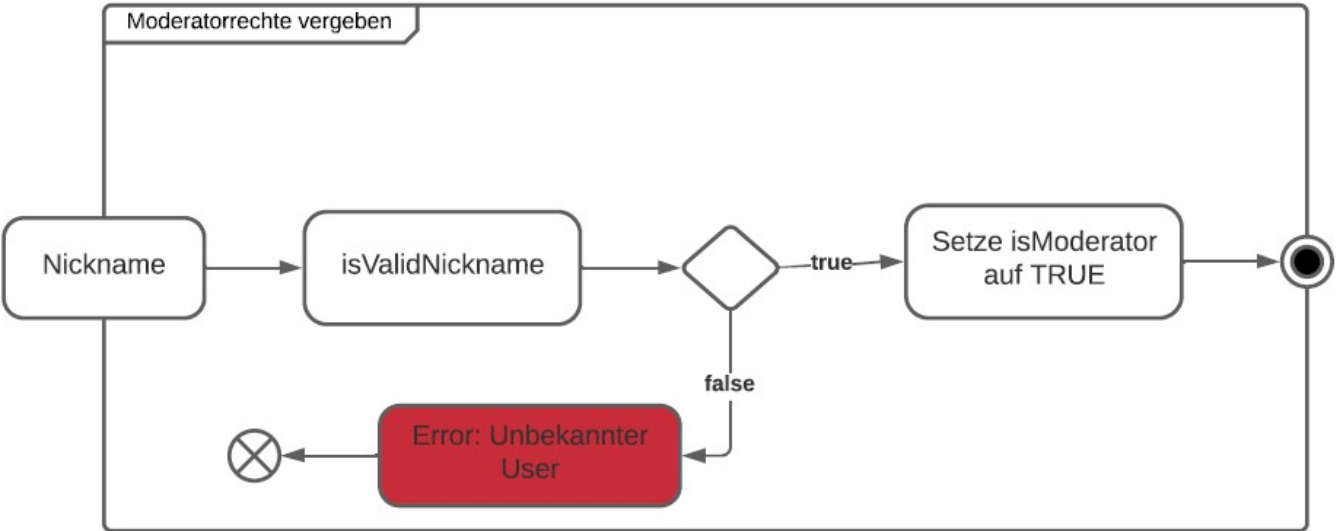 Moderatorrechte vergeben
Nickname
isValidNickname
true
Setze isModerator
auf TRUE
false
Error: Unbekannter
User